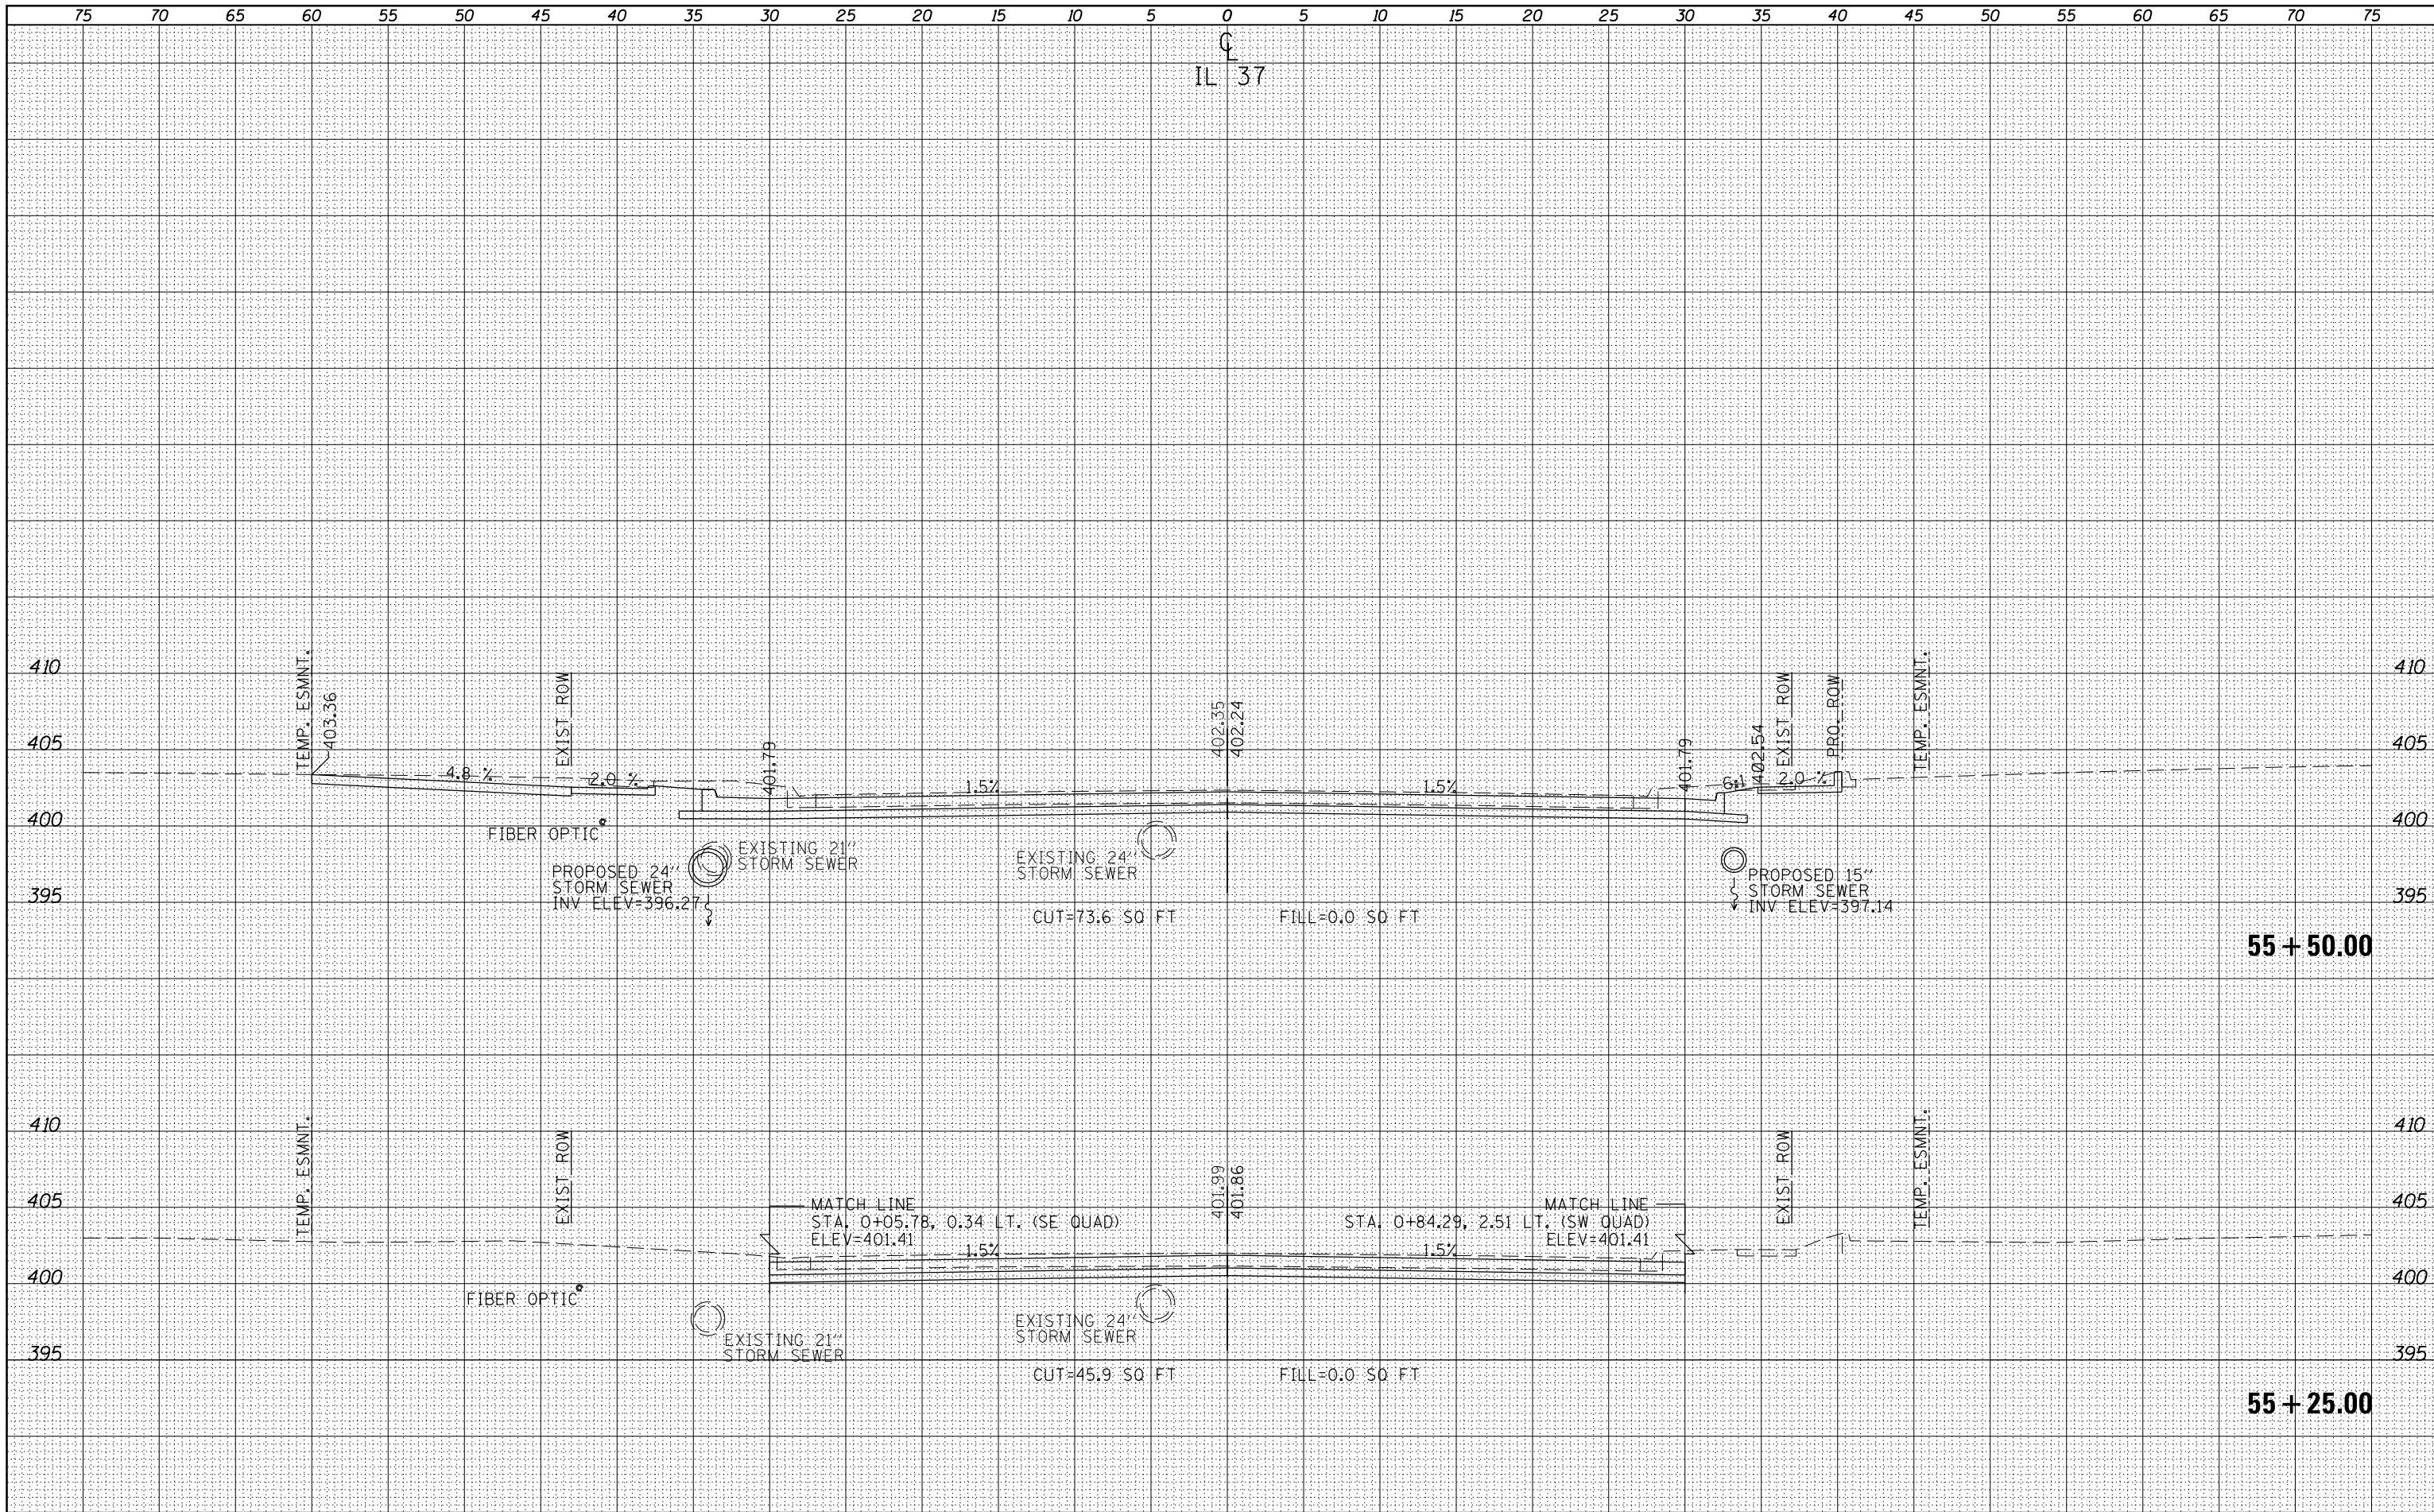 75 70 65 60 55 50 45 40 35 30 25 20 15 10 5 0 5 10 15 20 25 30 35 40 45 50 55 60 65 70 75
℄
IL 37
410
405
400
395
TEMP. ESMNT.
403.36
EXIST ROW
4.8 %
2.0 %
401.79
1.5%
402.35
402.24
1.5%
401.79
6:1
402.54
EXIST ROW
2.0 %
PRO. ROW
TEMP. ESMNT.
410
405
400
395
FIBER OPTIC
PROPOSED 24"
STORM SEWER
INV ELEV=396.27
EXISTING 21"
STORM SEWER
EXISTING 24"
STORM SEWER
PROPOSED 15"
STORM SEWER
INV ELEV=397.14
CUT=73.6 SQ FT
FILL=0.0 SQ FT
55+50.00
410
405
400
395
TEMP. ESMNT.
EXIST ROW
MATCH LINE
STA. 0+05.78, 0.34 LT. (SE QUAD)
ELEV=401.41
1.5%
401.99
401.86
MATCH LINE
STA. 0+84.29, 2.51 LT. (SW QUAD)
ELEV=401.41
1.5%
EXIST ROW
TEMP. ESMNT.
410
405
400
395
FIBER OPTIC
EXISTING 21"
STORM SEWER
EXISTING 24"
STORM SEWER
CUT=45.9 SQ FT
FILL=0.0 SQ FT
55+25.00